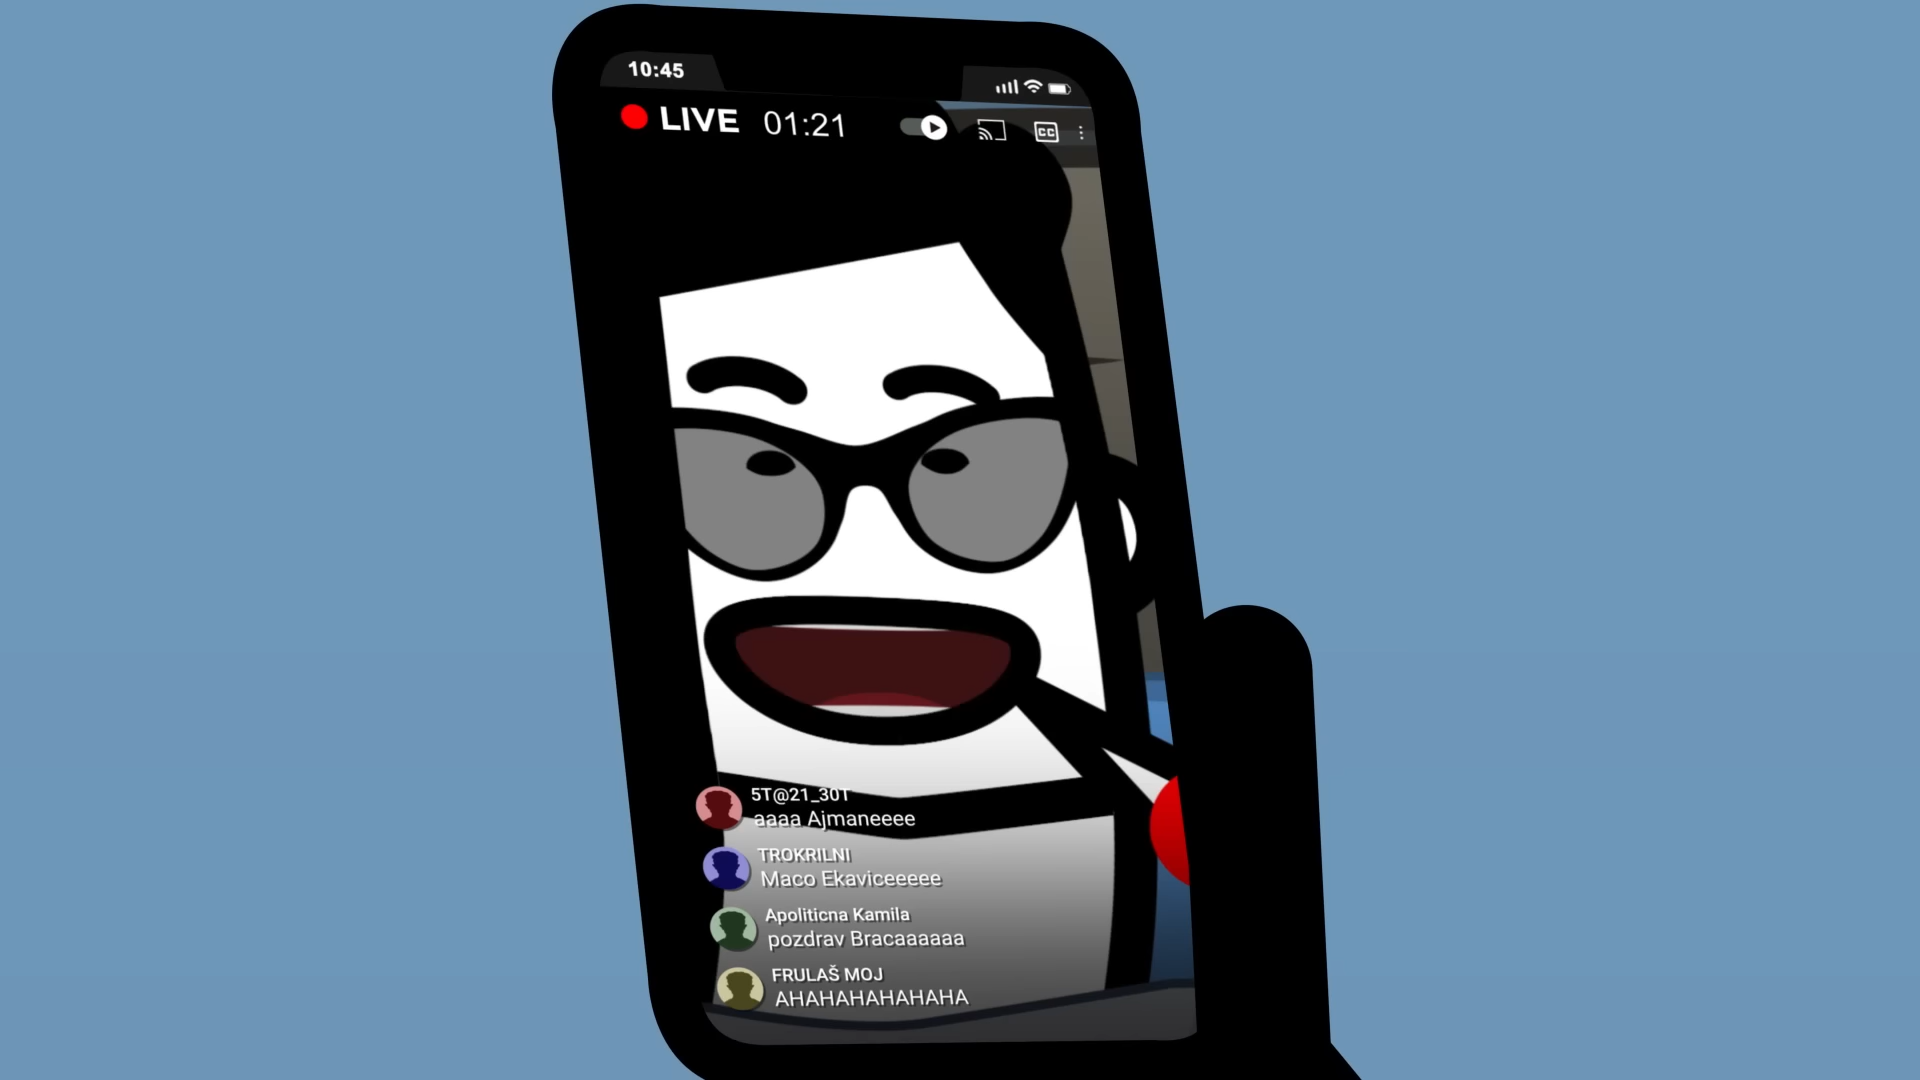 10:45
LIVE 01:21
CC
5T@21_30T
aaaa Ajmaneeee
TROKRILNI
Maco Ekaviceeeee
Apoliticna Kamila
pozdrav Bracaaaaaa
FRULAŠ MOJ
AHAHAHAHAHAHA